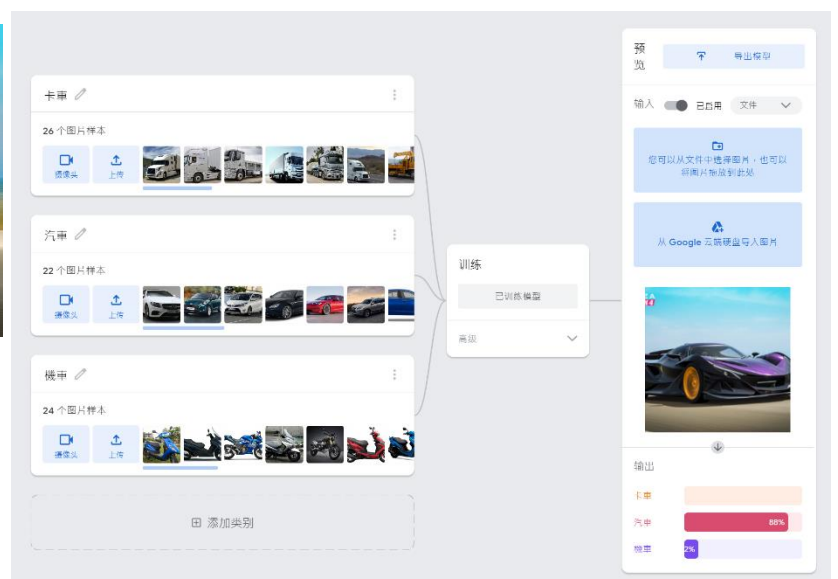 卡車
26 个图片样本
摄像头
上传
汽車
22 个图片样本
摄像头
上传
機車
24 个图片样本
摄像头
上传
添加类别
训练
已训练模型
高级
预览
导出模型
输入
已启用
文件
您可以从文件中选择图片，也可以
将图片拖放到此处
从 Google 云端硬盘导入图片
输出
卡車
汽車
88%
機車
2%